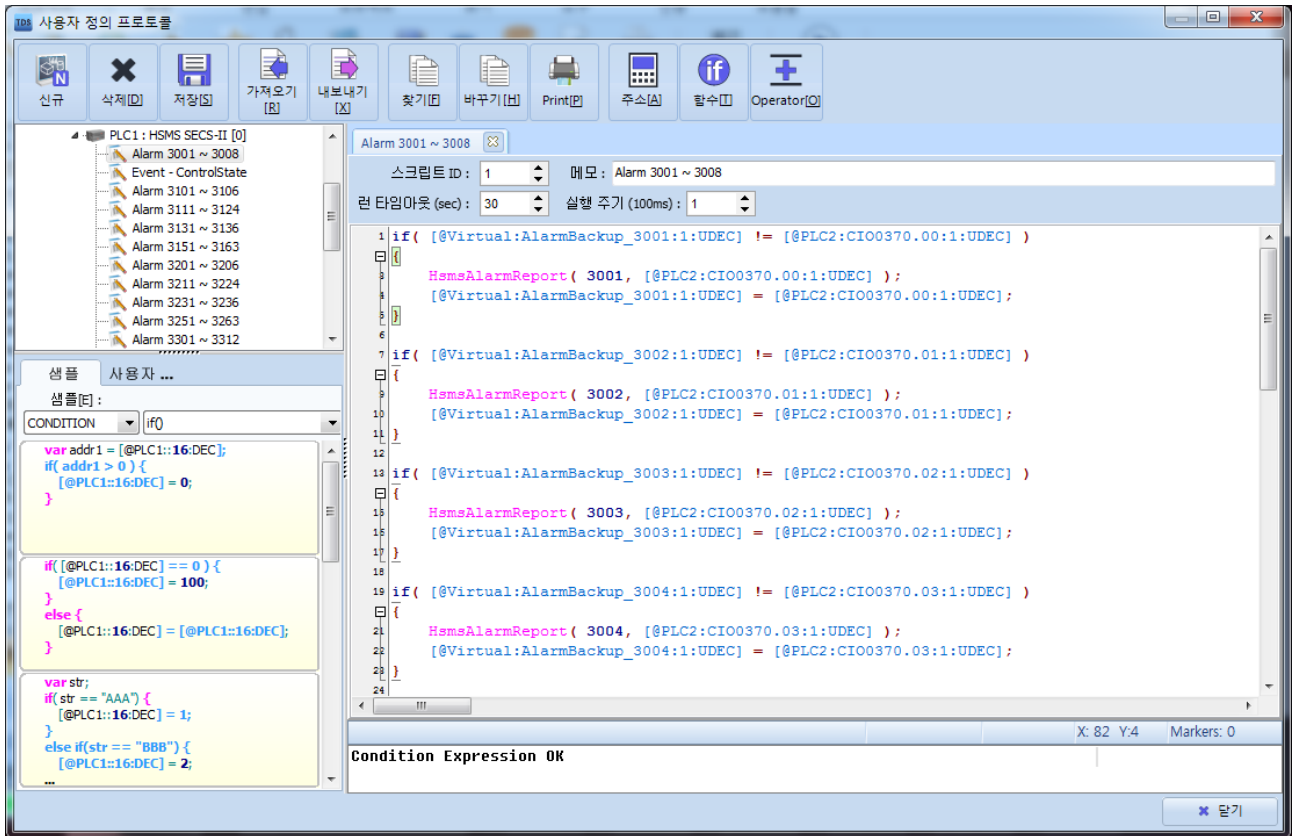 TDS 사용자 정의 프로토콜
신규
삭제[D]
저장[S]
가져오기
[R]
내보내기
[X]
찾기[F]
바꾸기[H]
Print[P]
주소[A]
if
함수[T]
Operator[O]
PLC1 : HSMS SECS-II [0]
Alarm 3001 ~ 3008
Event - ControlState
Alarm 3101 ~ 3106
Alarm 3111 ~ 3124
Alarm 3131 ~ 3136
Alarm 3151 ~ 3163
Alarm 3201 ~ 3206
Alarm 3211 ~ 3224
Alarm 3231 ~ 3236
Alarm 3251 ~ 3263
Alarm 3301 ~ 3312
샘플 사용자 ...
샘플[E] :
CONDITION if()
var addr1 = [@PLC1::16:DEC];
if( addr1 > 0 ) {
[@PLC1::16:DEC] = 0;
}
if( [@PLC1::16:DEC] == 0 ) {
[@PLC1::16:DEC] = 100;
}
else {
[@PLC1::16:DEC] = [@PLC1::16:DEC];
}
var str;
if( str == "AAA") {
[@PLC1::16:DEC] = 1;
}
else if(str == "BBB") {
[@PLC1::16:DEC] = 2;
...
Alarm 3001 ~ 3008
스크립트 ID : 1 메모 : Alarm 3001 ~ 3008
런 타임아웃 (sec) : 30 실행 주기 (100ms) : 1
1 if( [@Virtual:AlarmBackup_3001:1:UDEC] != [@PLC2:CIO0370.00:1:UDEC] )
{
3 HsmsAlarmReport( 3001, [@PLC2:CIO0370.00:1:UDEC] );
4 [@Virtual:AlarmBackup_3001:1:UDEC] = [@PLC2:CIO0370.00:1:UDEC];
5 }
6
7 if( [@Virtual:AlarmBackup_3002:1:UDEC] != [@PLC2:CIO0370.01:1:UDEC] )
{
9 HsmsAlarmReport( 3002, [@PLC2:CIO0370.01:1:UDEC] );
10 [@Virtual:AlarmBackup_3002:1:UDEC] = [@PLC2:CIO0370.01:1:UDEC];
11 }
12
13 if( [@Virtual:AlarmBackup_3003:1:UDEC] != [@PLC2:CIO0370.02:1:UDEC] )
{
15 HsmsAlarmReport( 3003, [@PLC2:CIO0370.02:1:UDEC] );
16 [@Virtual:AlarmBackup_3003:1:UDEC] = [@PLC2:CIO0370.02:1:UDEC];
17 }
18
19 if( [@Virtual:AlarmBackup_3004:1:UDEC] != [@PLC2:CIO0370.03:1:UDEC] )
{
21 HsmsAlarmReport( 3004, [@PLC2:CIO0370.03:1:UDEC] );
22 [@Virtual:AlarmBackup_3004:1:UDEC] = [@PLC2:CIO0370.03:1:UDEC];
23 }
24
X: 82 Y:4 Markers: 0
Condition Expression OK
닫기